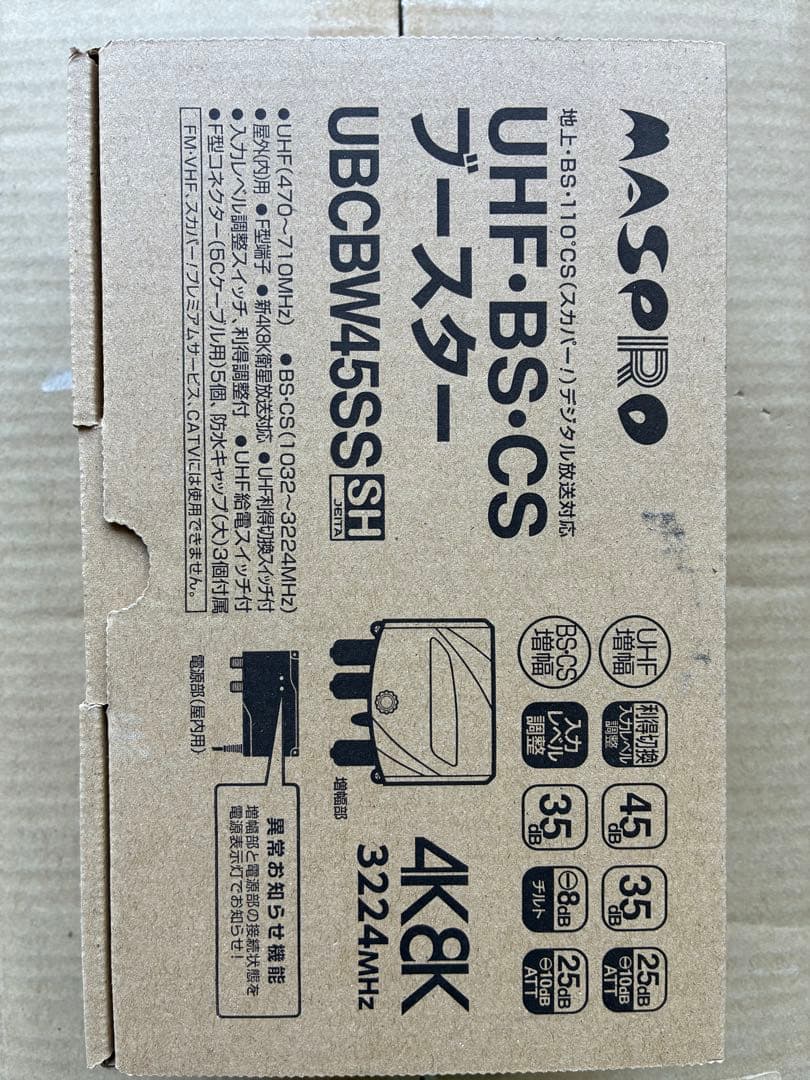 MASPRO
地上・BS・110°CS(スカパー!)デジタル放送対応
UHF・BS・CS
ブースター
UBCBW45SS SH
JEITA
●UHF(470～710MHz) ●BS・CS(1032～3224MHz)
●屋外(内)用 ●F型端子 ●新4K8K衛星放送対応 ●UHF利得切換スイッチ付
●入力レベル調整スイッチ、利得調整付 ●UHF給電スイッチ付
●F型コネクター(5Cケーブル用)5個、防水キャップ(大)3個付属
FM・VHF、スカパー!プレミアムサービス、CATVには使用できません。
UHF
増幅
利得切換
入力レベル
調整
45dB
35dB
25dB
⊖10dB
ATT
BS・CS
増幅
入力
レベル
調整
35dB
⊖8dB
チルト
25dB
⊖10dB
ATT
増幅部
4K8K
3224MHz
電源部(屋内用)
異常お知らせ機能
増幅部と電源部の接続状態を
電源表示灯でお知らせ!